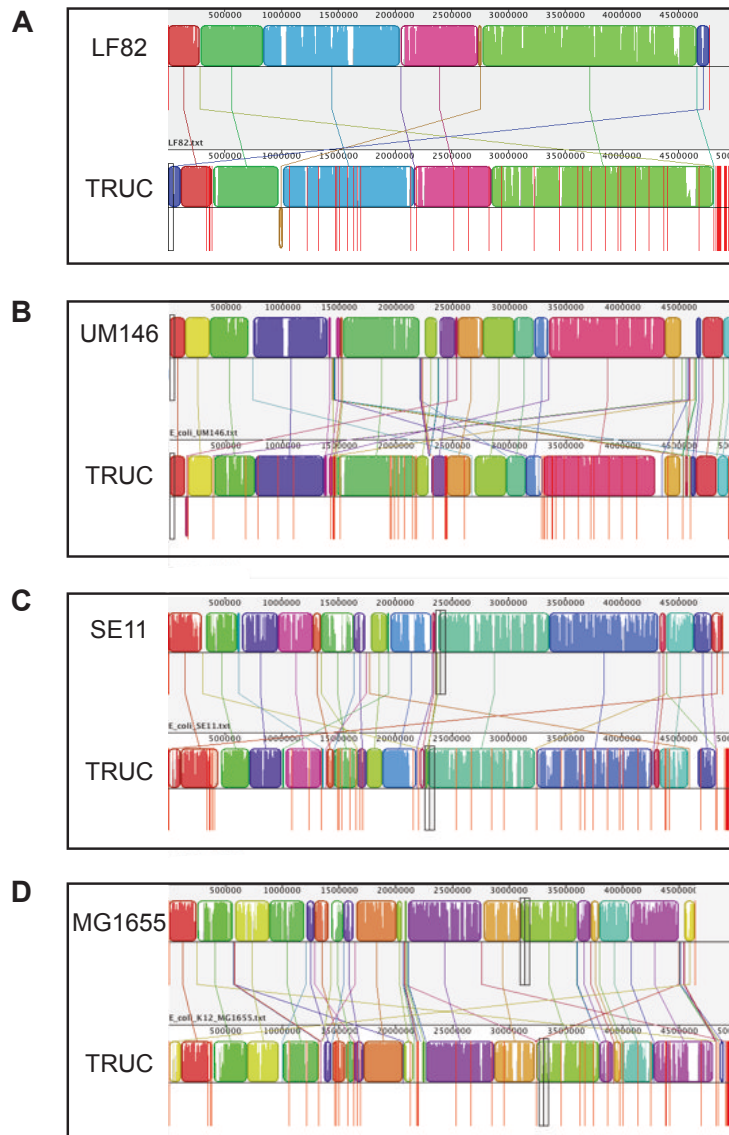 A
500000 1000000 1500000 2000000 2500000 3000000 3500000 4000000 4500000
LF82
LF82.txt
500000 1000000 1500000 2000000 2500000 3000000 3500000 4000000 4500000
TRUC
B
500000 1000000 1500000 2000000 2500000 3000000 3500000 4000000 4500000 50
UM146
E_coli_UM146.txt
500000 1000000 1500000 2000000 2500000 3000000 3500000 4000000 4500000
TRUC
C
500000 1000000 1500000 2000000 2500000 3000000 3500000 4000000 4500000
SE11
E_coli_SE11.txt
500000 1000000 1500000 2000000 2500000 3000000 3500000 4000000 4500000
TRUC
D
500000 1000000 1500000 2000000 2500000 3000000 3500000 4000000
MG1655
E_coli_K12_MG1655.txt
500000 1000000 1500000 2000000 2500000 3000000 3500000 4000000 4500000
TRUC